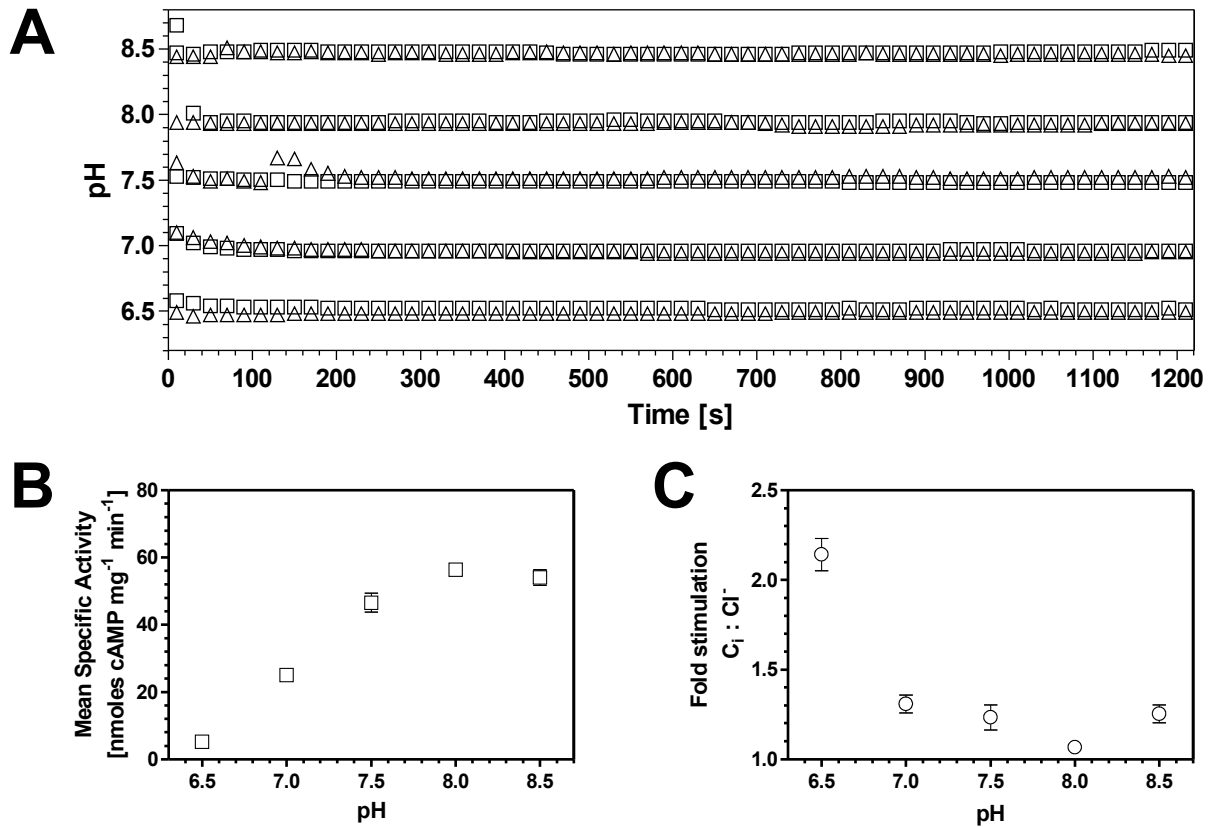 A
8.5
8.0
7.5
7.0
6.5
pH
0 100 200 300 400 500 600 700 800 900 1000 1100 1200
Time [s]
B
80
60
40
20
0
Mean Specific Activity
[nmoles cAMP mg⁻¹ min⁻¹]
6.5 7.0 7.5 8.0 8.5
pH
C
2.5
2.0
1.5
1.0
Fold stimulation
Cᵢ : Cl⁻
6.5 7.0 7.5 8.0 8.5
pH